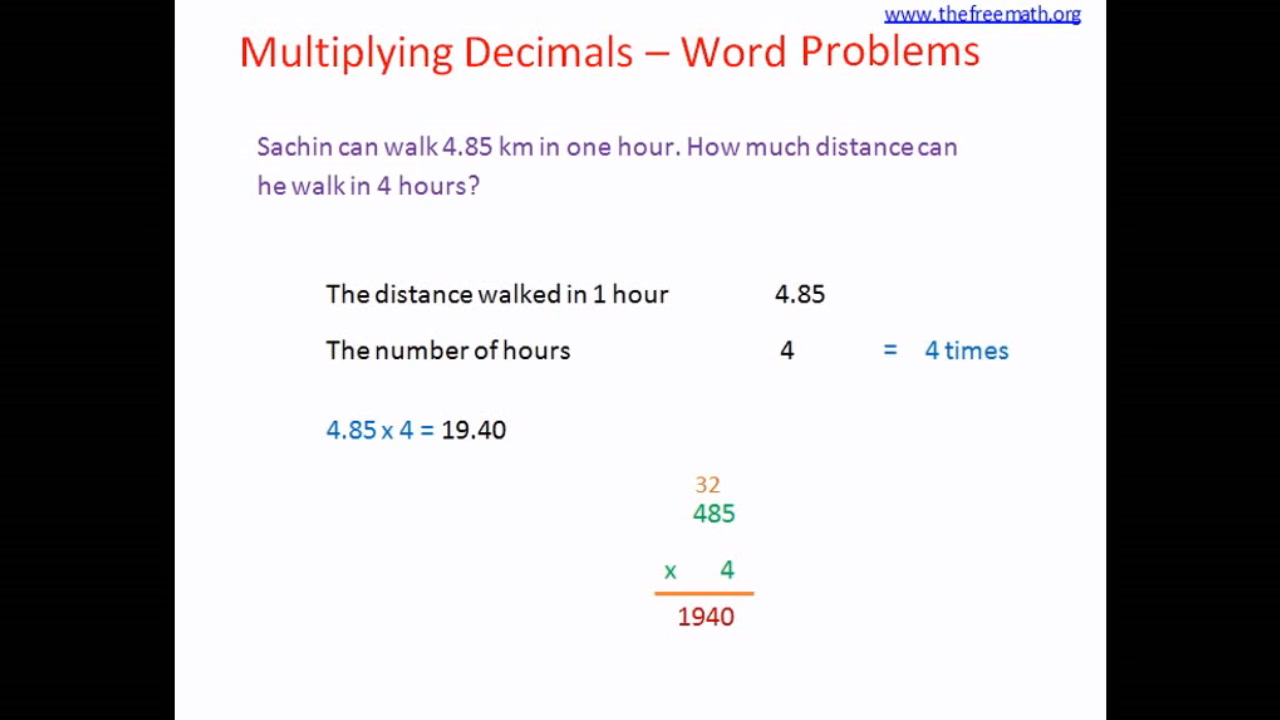 www.thefreemath.org
Multiplying Decimals – Word Problems
Sachin can walk 4.85 km in one hour. How much distance can
he walk in 4 hours?
The distance walked in 1 hour 4.85
The number of hours 4 = 4 times
4.85 x 4 = 19.40
32
485
x 4
1940